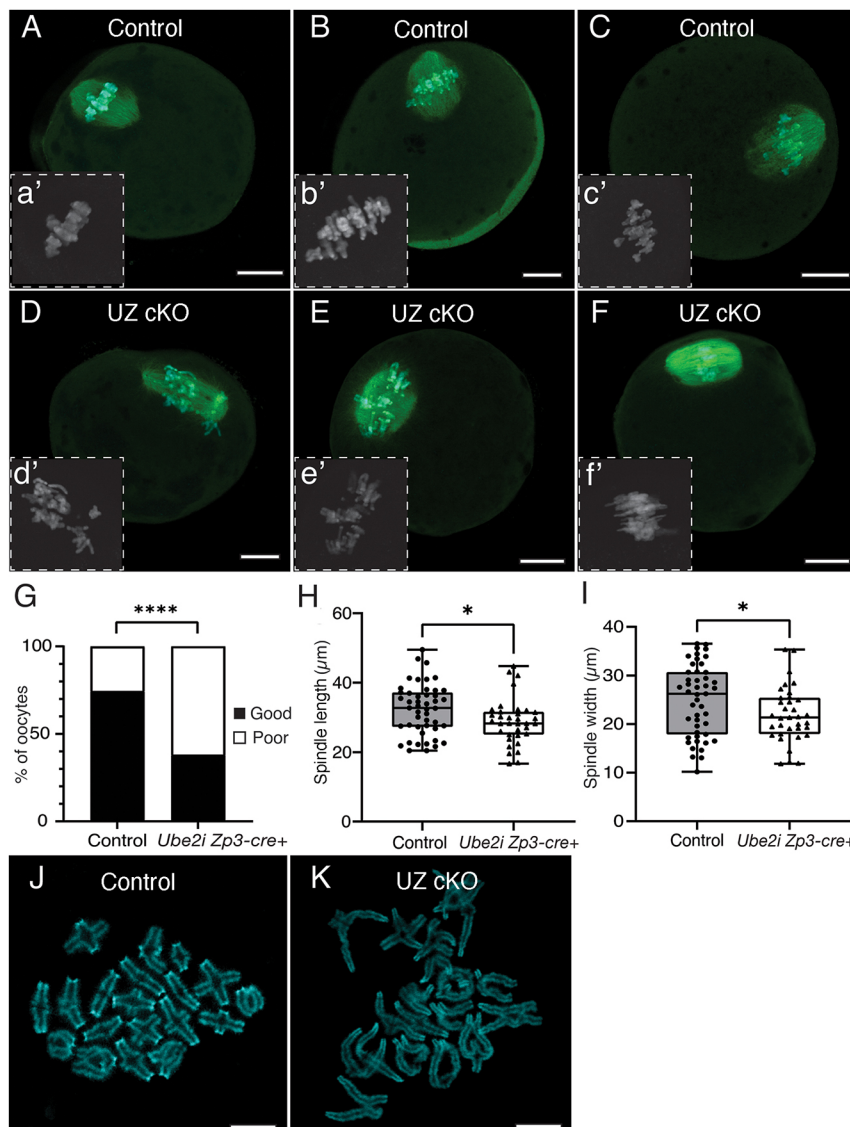 A
Control
B
Control
C
Control
a'
b'
c'
D
UZ cKO
E
UZ cKO
F
UZ cKO
d'
e'
f'
G
****
% of oocytes
100
50
0
Good
Poor
Control
Ube2i Zp3-cre+
H
*
Spindle length (µm)
60
40
20
0
Control
Ube2i Zp3-cre+
I
*
Spindle width (µm)
40
30
20
10
0
Control
Ube2i Zp3-cre+
J
Control
K
UZ cKO